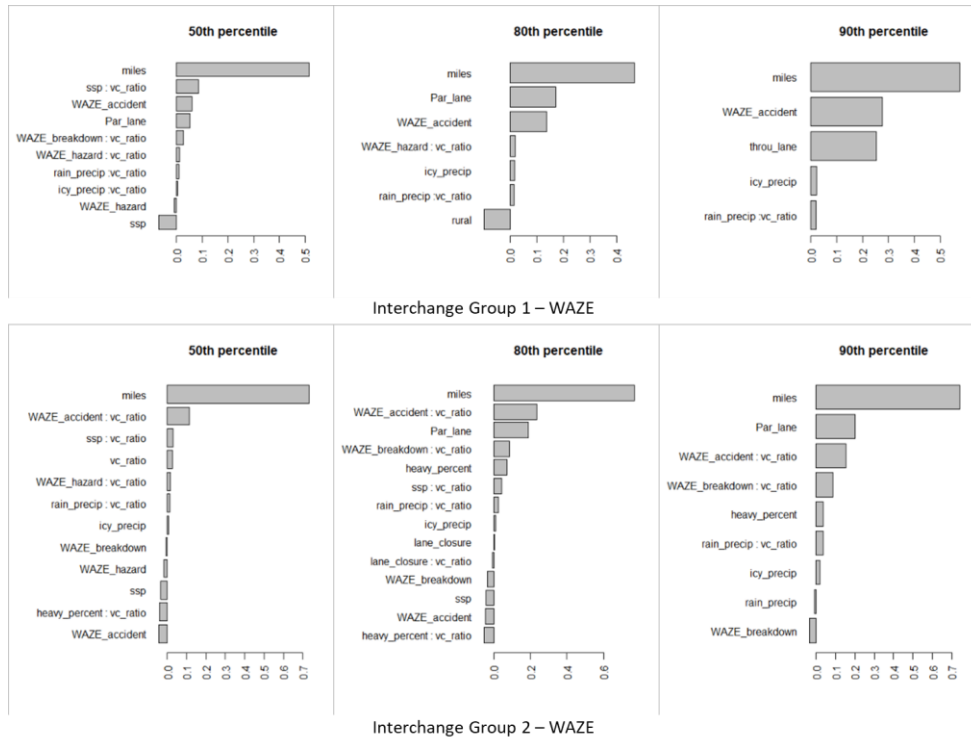 50th percentile
miles
ssp : vc_ratio
WAZE_accident
Par_lane
WAZE_breakdown : vc_ratio
WAZE_hazard : vc_ratio
rain_precip :vc_ratio
icy_precip :vc_ratio
WAZE_hazard
ssp
0.0 0.1 0.2 0.3 0.4 0.5
80th percentile
miles
Par_lane
WAZE_accident
WAZE_hazard : vc_ratio
icy_precip
rain_precip :vc_ratio
rural
0.0 0.1 0.2 0.3 0.4
90th percentile
miles
WAZE_accident
throu_lane
icy_precip
rain_precip :vc_ratio
0.0 0.1 0.2 0.3 0.4 0.5
Interchange Group 1 – WAZE
50th percentile
miles
WAZE_accident : vc_ratio
ssp : vc_ratio
vc_ratio
WAZE_hazard : vc_ratio
rain_precip : vc_ratio
icy_precip
WAZE_breakdown
WAZE_hazard
ssp
heavy_percent : vc_ratio
WAZE_accident
0.0 0.1 0.2 0.3 0.4 0.5 0.6 0.7
80th percentile
miles
WAZE_accident : vc_ratio
Par_lane
WAZE_breakdown : vc_ratio
heavy_percent
ssp : vc_ratio
rain_precip : vc_ratio
icy_precip
lane_closure
lane_closure : vc_ratio
WAZE_breakdown
ssp
WAZE_accident
heavy_percent : vc_ratio
0.0 0.2 0.4 0.6
90th percentile
miles
Par_lane
WAZE_accident : vc_ratio
WAZE_breakdown : vc_ratio
heavy_percent
rain_precip : vc_ratio
icy_precip
rain_precip
WAZE_breakdown
0.0 0.1 0.2 0.3 0.4 0.5 0.6 0.7
Interchange Group 2 – WAZE